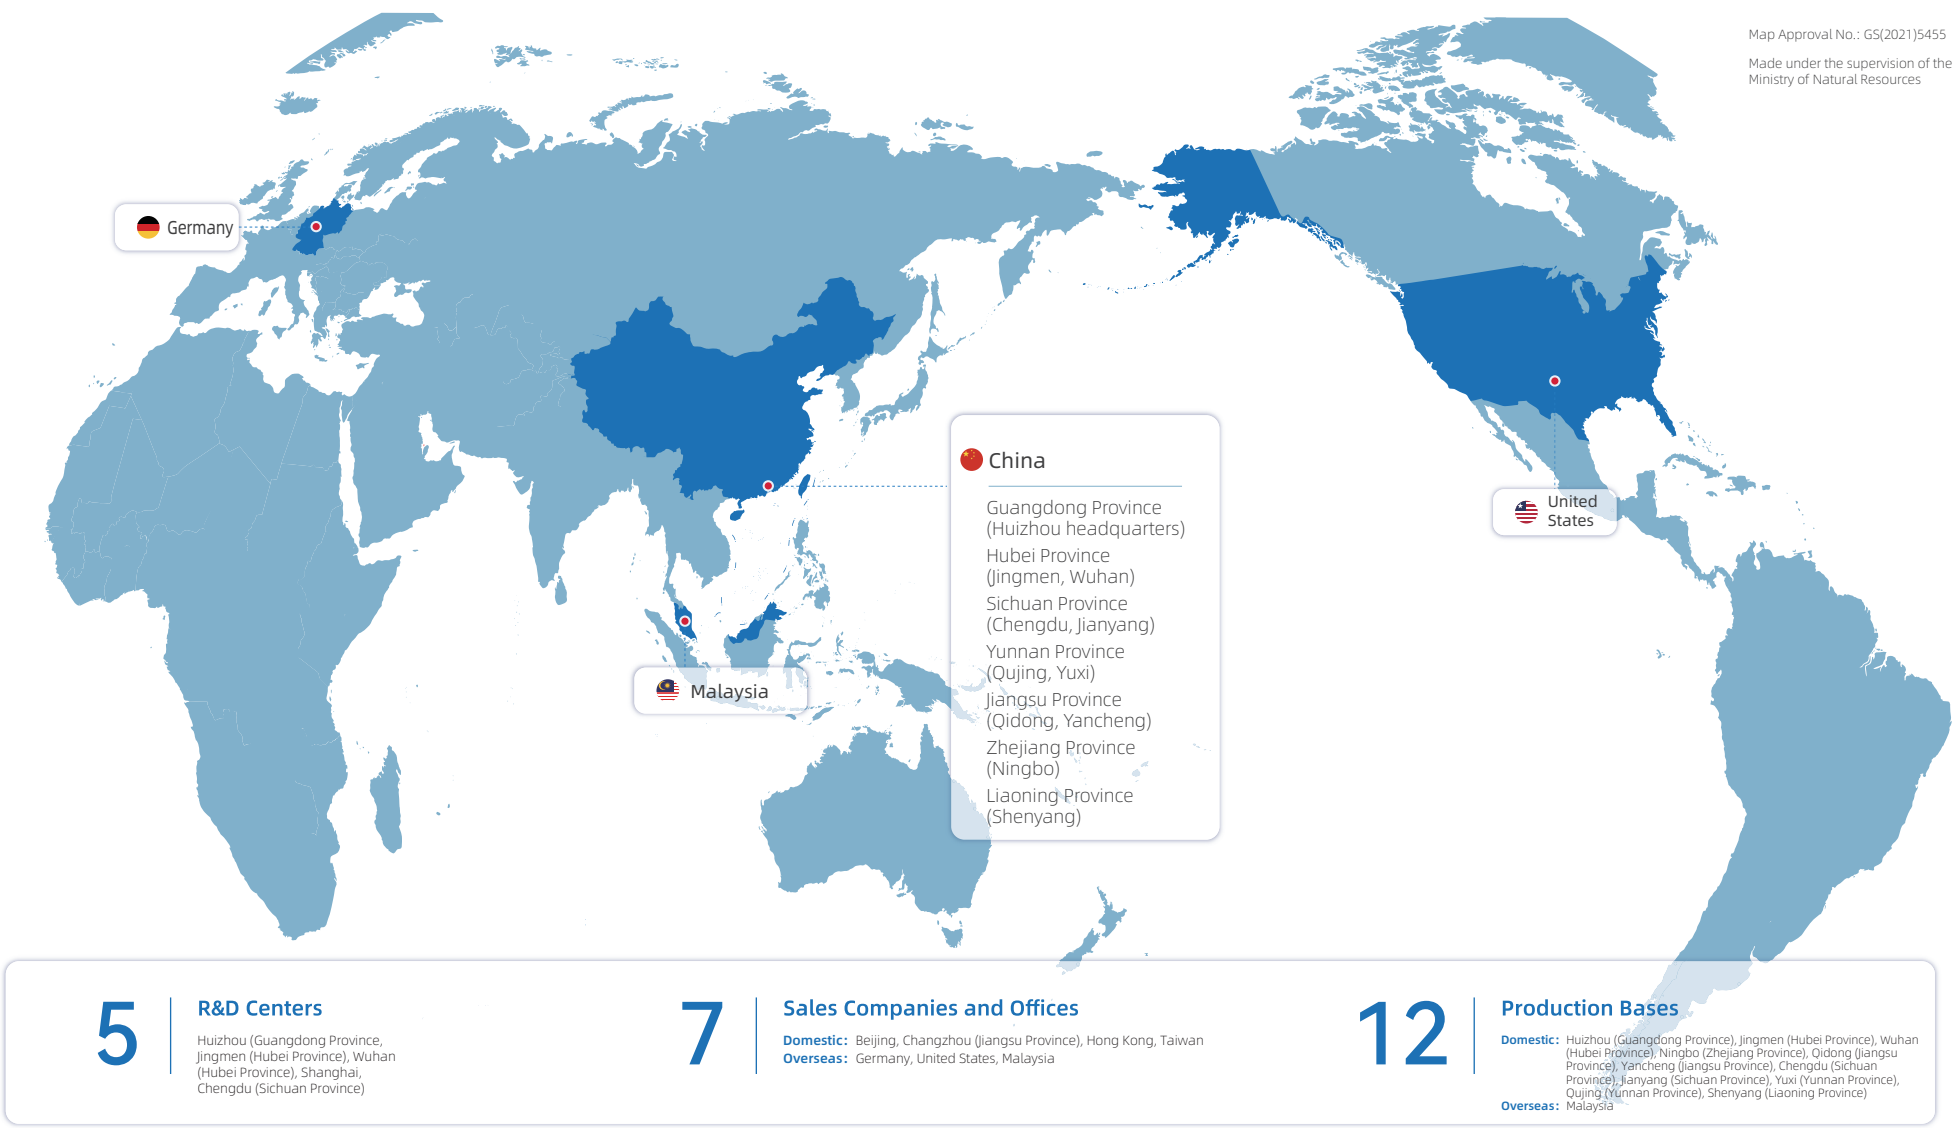 Map Approval No.: GS(2021)5455
Made under the supervision of the
Ministry of Natural Resources
Germany
China
Guangdong Province
(Huizhou headquarters)
Hubei Province
(Jingmen, Wuhan)
Sichuan Province
(Chengdu, Jianyang)
Yunnan Province
(Qujing, Yuxi)
Jiangsu Province
(Qidong, Yancheng)
Zhejiang Province
(Ningbo)
Liaoning Province
(Shenyang)
United
States
Malaysia
5
R&D Centers
Huizhou (Guangdong Province,
Jingmen (Hubei Province), Wuhan
(Hubei Province), Shanghai,
Chengdu (Sichuan Province)
7
Sales Companies and Offices
Domestic: Beijing, Changzhou (Jiangsu Province), Hong Kong, Taiwan
Overseas: Germany, United States, Malaysia
12
Production Bases
Domestic: Huizhou (Guangdong Province), Jingmen (Hubei Province), Wuhan
(Hubei Province), Ningbo (Zhejiang Province), Qidong (Jiangsu
Province), Yancheng (Jiangsu Province), Chengdu (Sichuan
Province), Jianyang (Sichuan Province), Yuxi (Yunnan Province),
Qujing (Yunnan Province), Shenyang (Liaoning Province)
Overseas: Malaysia